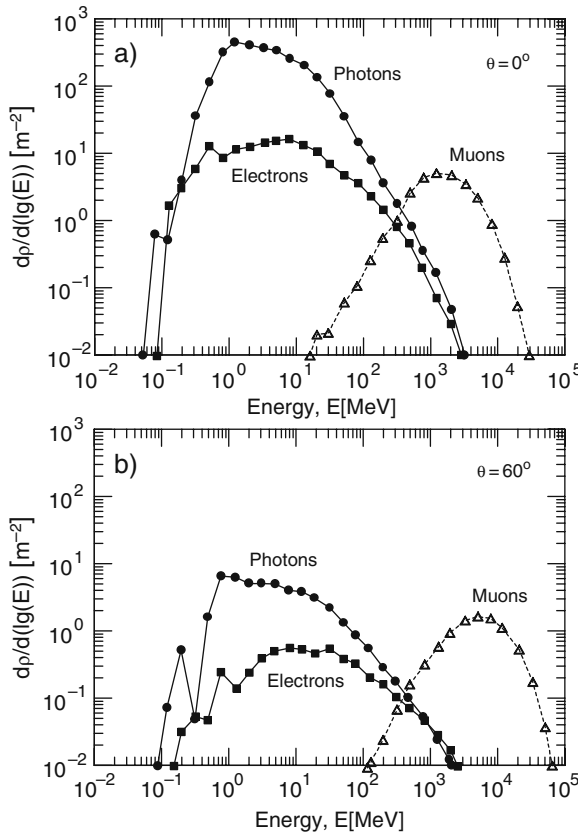 a)
θ=0°
Photons
Electrons
Muons
dρ/d(lg(E)) [m⁻²]
10³
10²
10¹
10⁰
10⁻¹
10⁻²
10⁻² 10⁻¹ 10⁰ 10¹ 10² 10³ 10⁴ 10⁵
Energy, E[MeV]
b)
θ=60°
Photons
Electrons
Muons
dρ/d(lg(E)) [m⁻²]
10³
10²
10¹
10⁰
10⁻¹
10⁻²
10⁻² 10⁻¹ 10⁰ 10¹ 10² 10³ 10⁴ 10⁵
Energy, E[MeV]